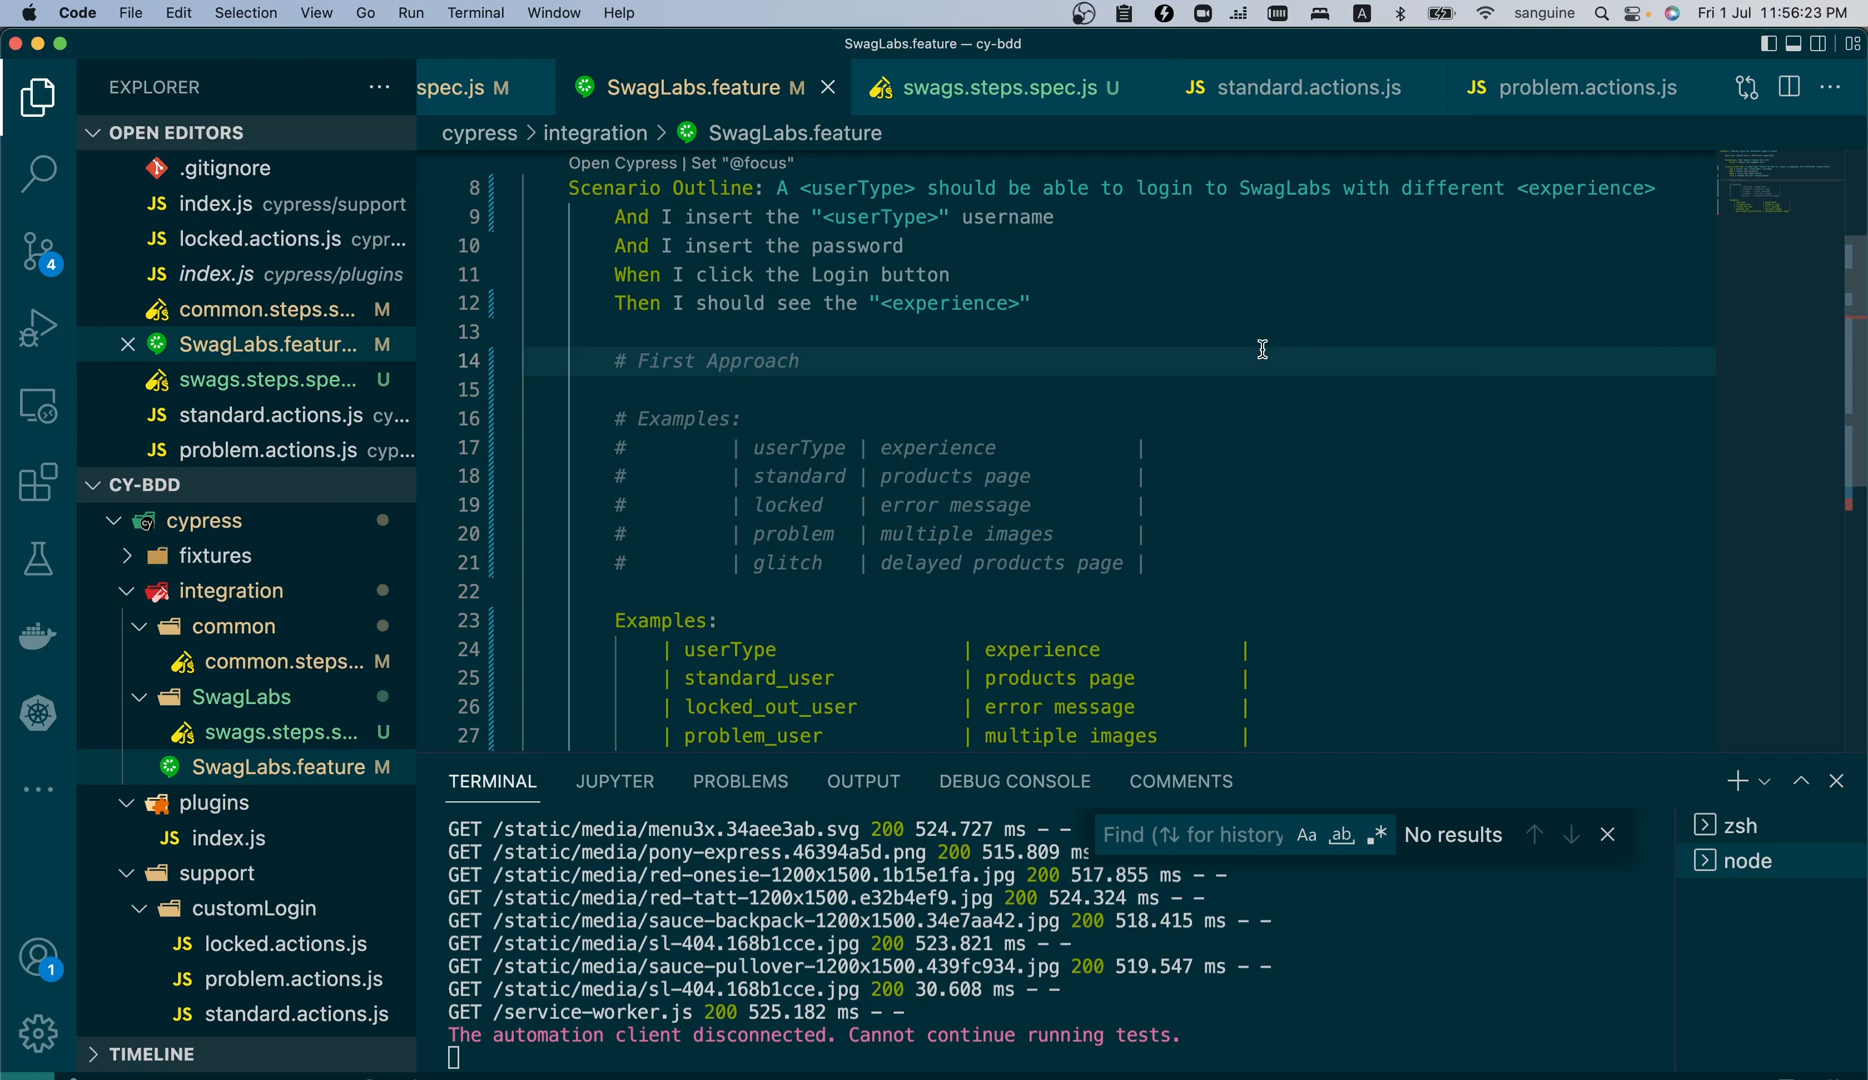 Code File Edit Selection View Go Run Terminal Window Help A sanguine Fri 1 Jul 11:56:23 PM
SwagLabs.feature — cy-bdd
EXPLORER
spec.js M SwagLabs.feature M swags.steps.spec.js U JS standard.actions.js JS problem.actions.js
OPEN EDITORS
cypress > integration > SwagLabs.feature
.gitignore
JS index.js cypress/support
JS locked.actions.js cypr...
JS index.js cypress/plugins
common.steps.s... M
SwagLabs.featur... M
swags.steps.spe... U
JS standard.actions.js cy...
JS problem.actions.js cyp...
CY-BDD
cypress
fixtures
integration
common
common.steps... M
SwagLabs
swags.steps.s... U
SwagLabs.feature M
plugins
JS index.js
support
customLogin
JS locked.actions.js
JS problem.actions.js
JS standard.actions.js
TIMELINE
4
1
Open Cypress | Set "@focus"
8 Scenario Outline: A <userType> should be able to login to SwagLabs with different <experience>
9 And I insert the "<userType>" username
10 And I insert the password
11 When I click the Login button
12 Then I should see the "<experience>"
13
14 # First Approach
15
16 # Examples:
17 # | userType | experience |
18 # | standard | products page |
19 # | locked | error message |
20 # | problem | multiple images |
21 # | glitch | delayed products page |
22
23 Examples:
24 | userType | experience |
25 | standard_user | products page |
26 | locked_out_user | error message |
27 | problem_user | multiple images |
TERMINAL JUPYTER PROBLEMS OUTPUT DEBUG CONSOLE COMMENTS
Find (⇅ for history Aa ab .* No results
zsh
node
GET /static/media/menu3x.34aee3ab.svg 200 524.727 ms - -
GET /static/media/pony-express.46394a5d.png 200 515.809 ms
GET /static/media/red-onesie-1200x1500.1b15e1fa.jpg 200 517.855 ms - -
GET /static/media/red-tatt-1200x1500.e32b4ef9.jpg 200 524.324 ms - -
GET /static/media/sauce-backpack-1200x1500.34e7aa42.jpg 200 518.415 ms - -
GET /static/media/sl-404.168b1cce.jpg 200 523.821 ms - -
GET /static/media/sauce-pullover-1200x1500.439fc934.jpg 200 519.547 ms - -
GET /static/media/sl-404.168b1cce.jpg 200 30.608 ms - -
GET /service-worker.js 200 525.182 ms - -
The automation client disconnected. Cannot continue running tests.